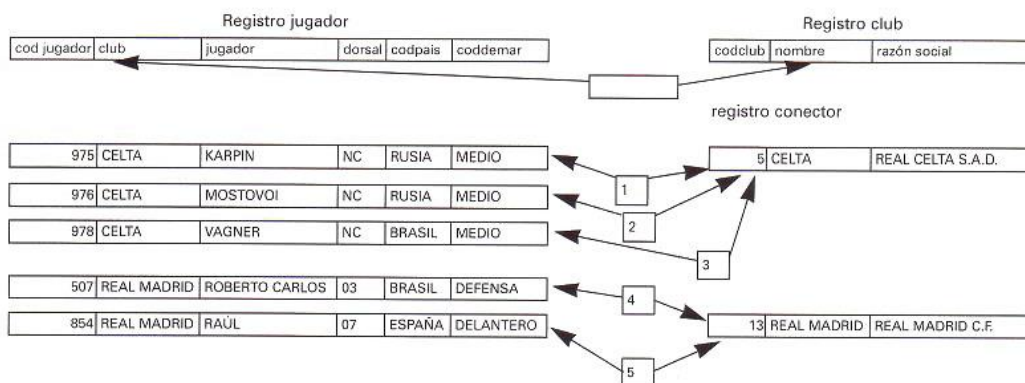 Registro jugador
Registro club
cod jugador club jugador dorsal codpais coddemar
codclub nombre razón social
registro conector
975 CELTA KARPIN NC RUSIA MEDIO
5 CELTA REAL CELTA S.A.D.
1
976 CELTA MOSTOVOI NC RUSIA MEDIO
2
978 CELTA VAGNER NC BRASIL MEDIO
3
507 REAL MADRID ROBERTO CARLOS 03 BRASIL DEFENSA
4
854 REAL MADRID RAÚL 07 ESPAÑA DELANTERO
13 REAL MADRID REAL MADRID C.F.
5